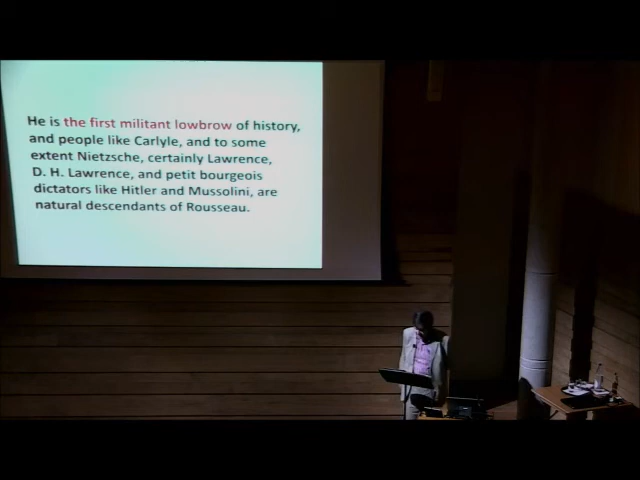 He is the first militant lowbrow of history,
and people like Carlyle, and to some
extent Nietzsche, certainly Lawrence,
D. H. Lawrence, and petit bourgeois
dictators like Hitler and Mussolini, are
natural descendants of Rousseau.